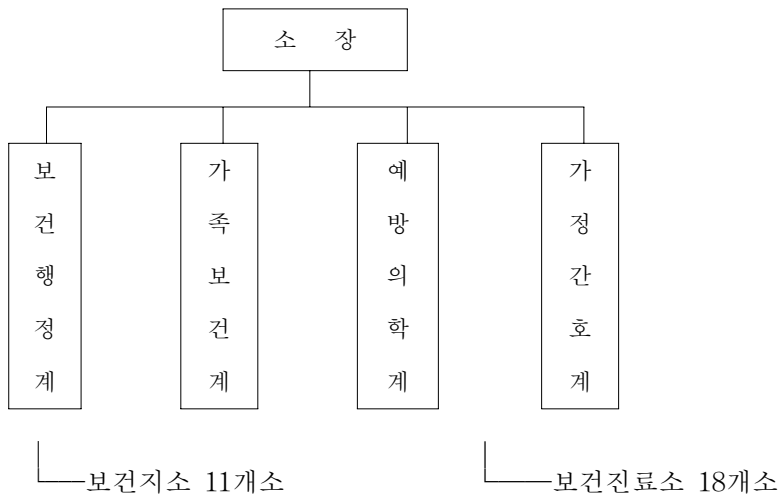 소 장
보건행정계
가족보건계
예방의학계
가정간호계
보건지소 11개소
보건진료소 18개소